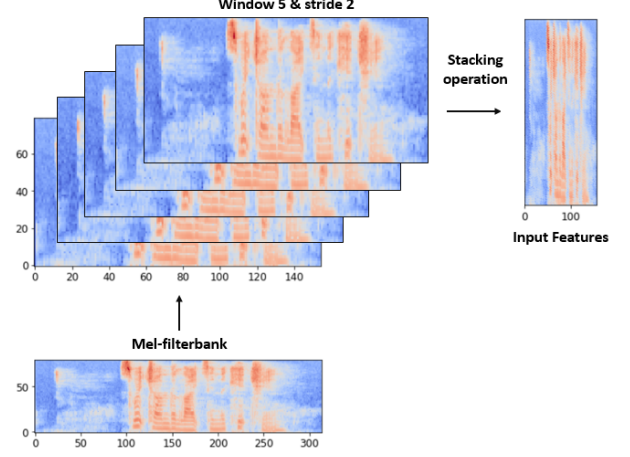 Window 5 & stride 2
Stacking
operation
60
40
20
0
0 20 40 60 80 100 120 140
0 100
Input Features
Mel-filterbank
50
0
0 50 100 150 200 250 300